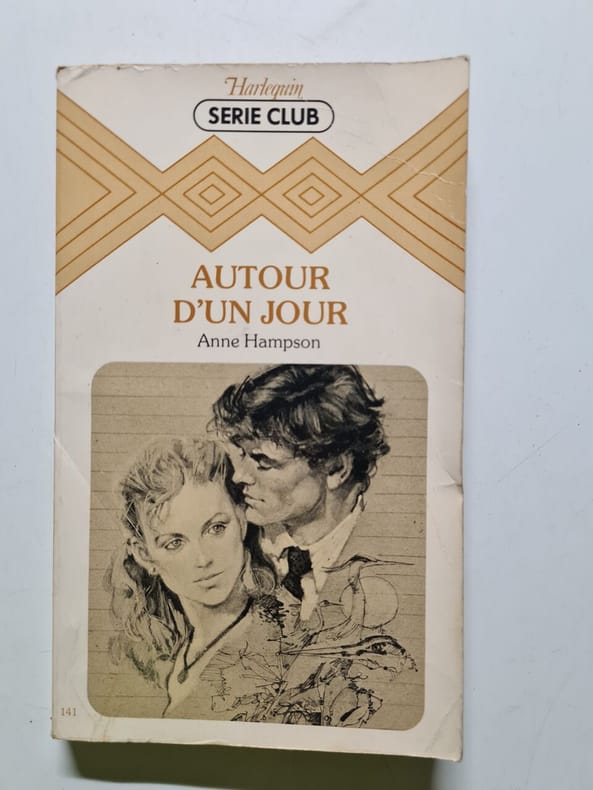 Harlequin
SERIE CLUB
AUTOUR
D'UN JOUR
Anne Hampson
141